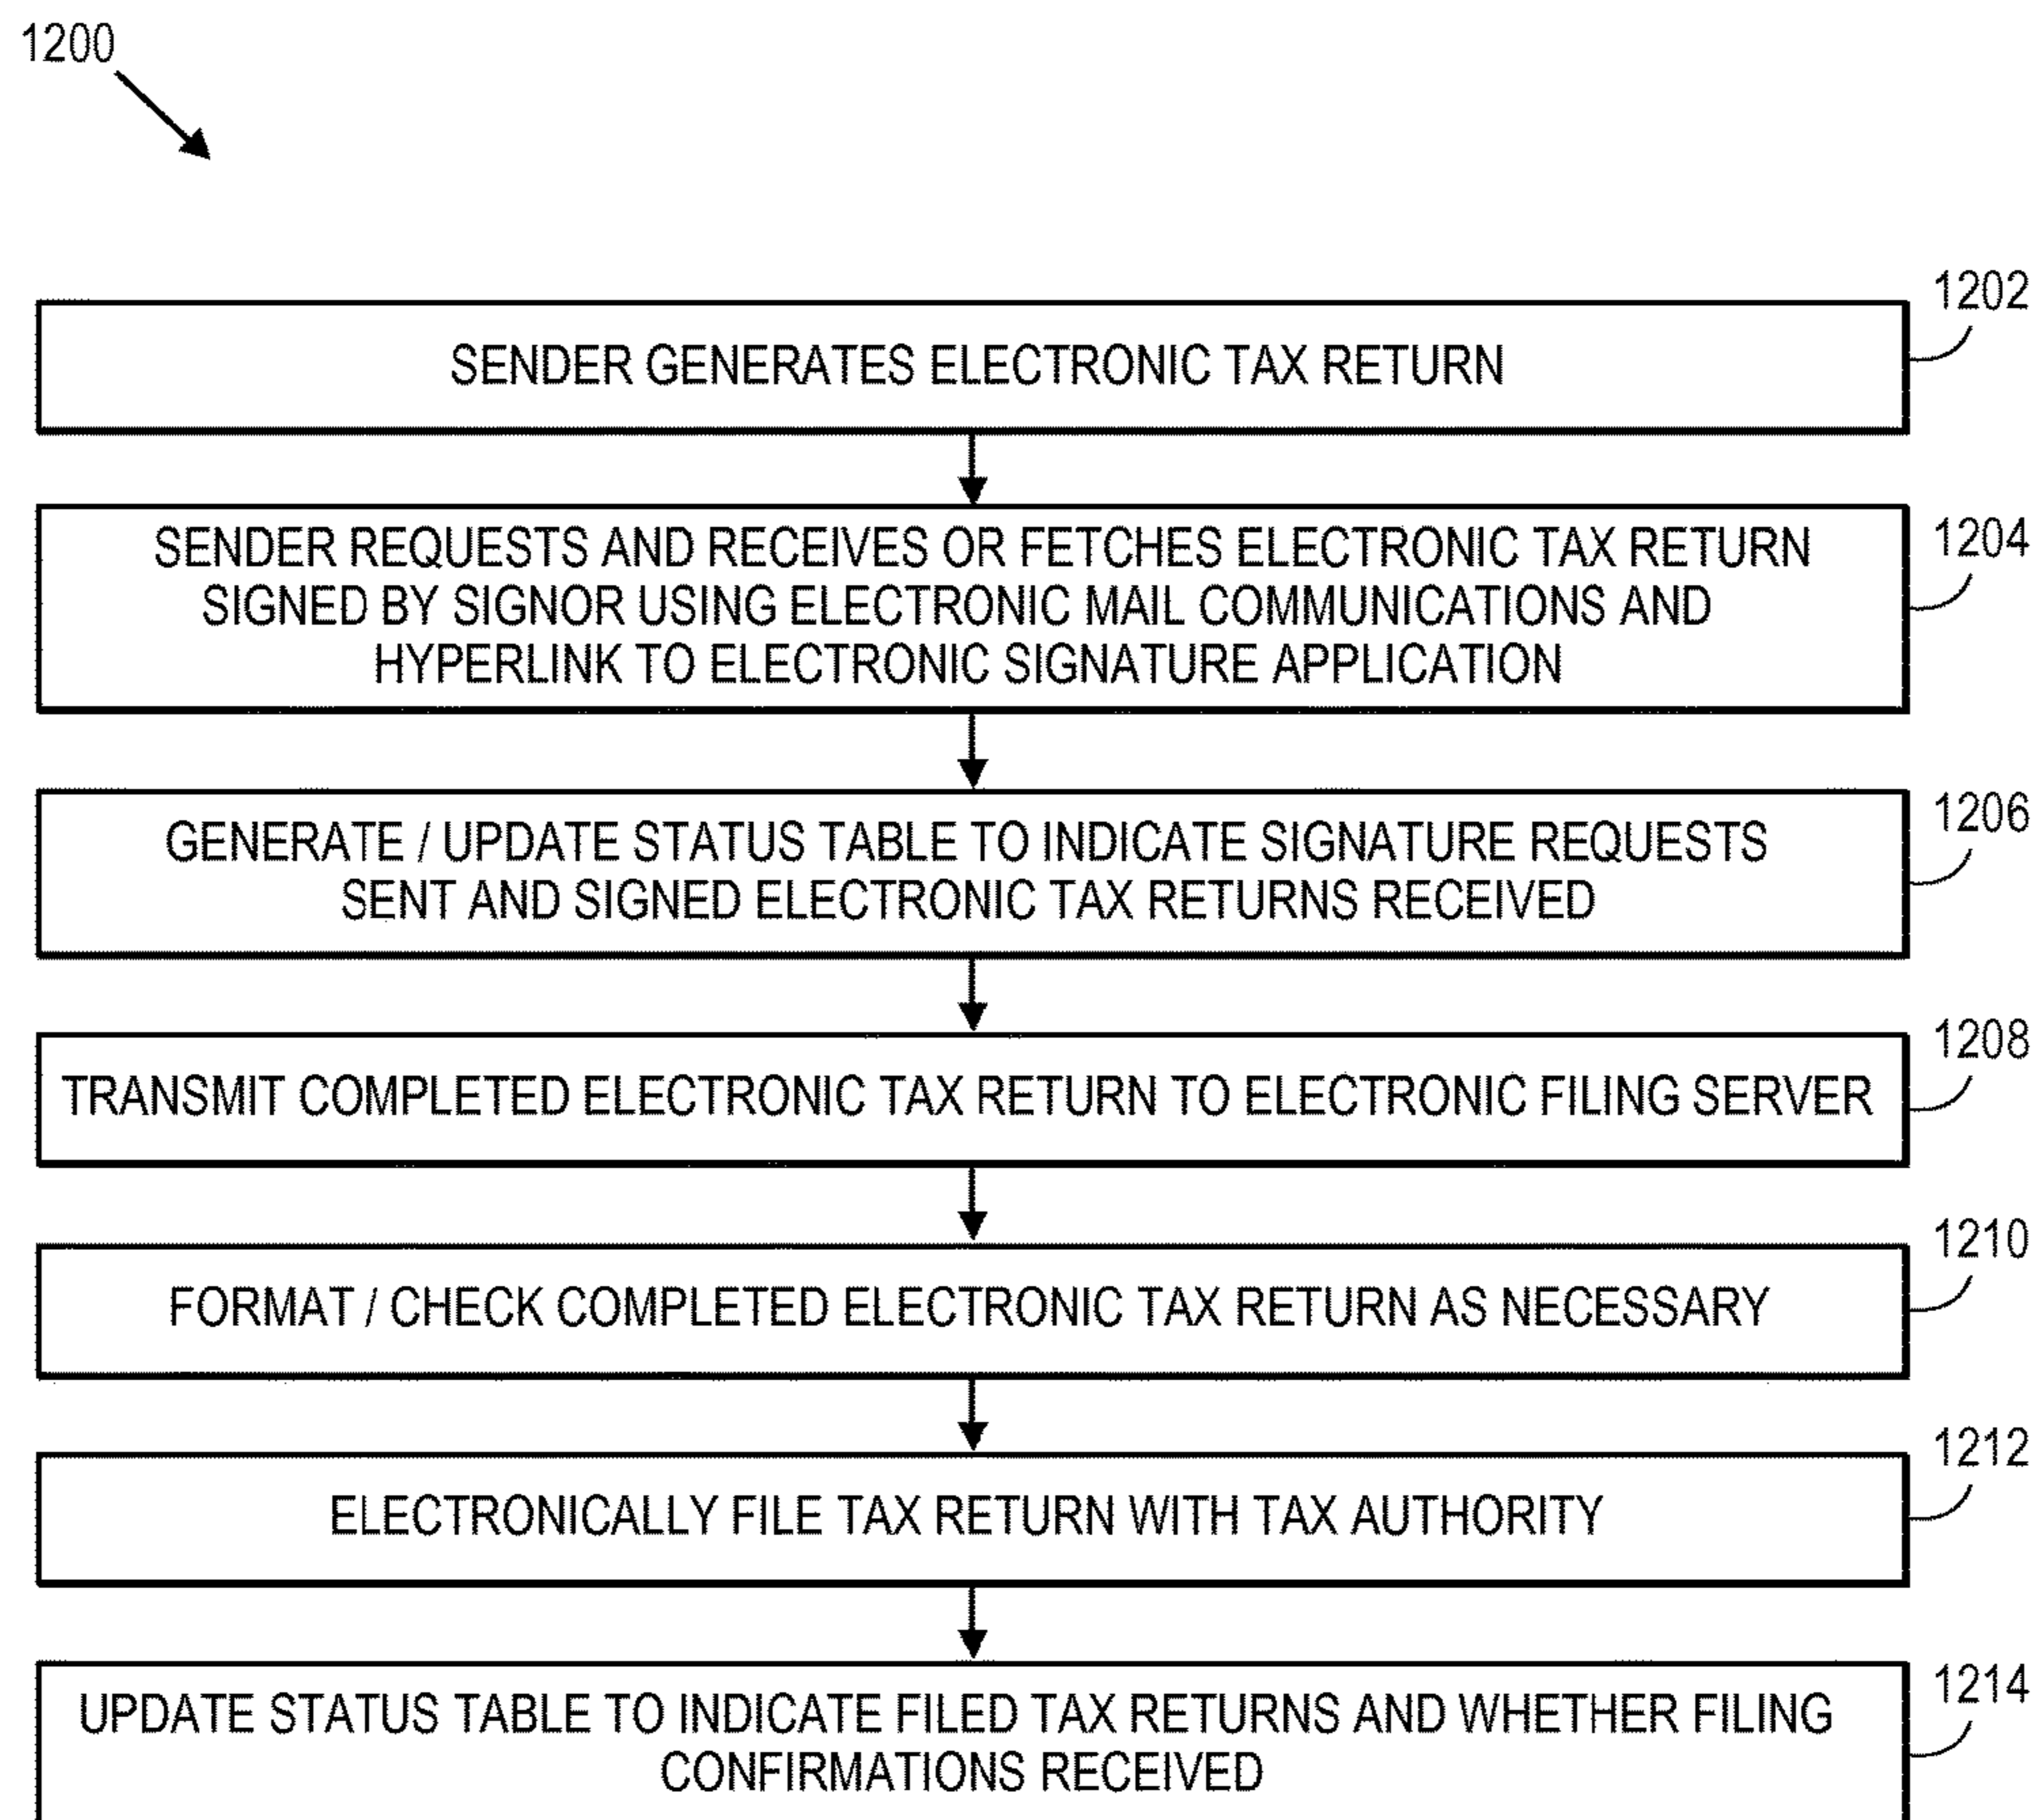 1200
1202
SENDER GENERATES ELECTRONIC TAX RETURN
1204
SENDER REQUESTS AND RECEIVES OR FETCHES ELECTRONIC TAX RETURN
SIGNED BY SIGNOR USING ELECTRONIC MAIL COMMUNICATIONS AND
HYPERLINK TO ELECTRONIC SIGNATURE APPLICATION
1206
GENERATE / UPDATE STATUS TABLE TO INDICATE SIGNATURE REQUESTS
SENT AND SIGNED ELECTRONIC TAX RETURNS RECEIVED
1208
TRANSMIT COMPLETED ELECTRONIC TAX RETURN TO ELECTRONIC FILING SERVER
1210
FORMAT / CHECK COMPLETED ELECTRONIC TAX RETURN AS NECESSARY
1212
ELECTRONICALLY FILE TAX RETURN WITH TAX AUTHORITY
1214
UPDATE STATUS TABLE TO INDICATE FILED TAX RETURNS AND WHETHER FILING
CONFIRMATIONS RECEIVED